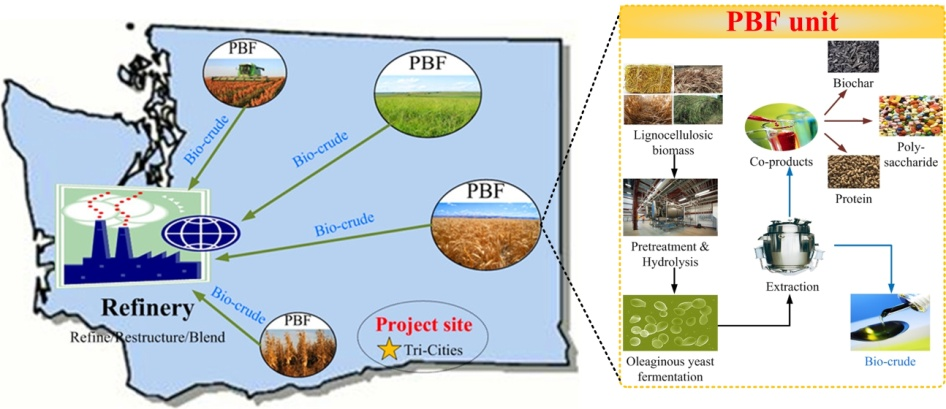 PBF
PBF
Bio-crude
Bio-crude
PBF
Bio-crude
Refinery
Refine/Restructure/Blend
Bio-crude
PBF
Project site
Tri-Cities
PBF unit
Lignocellulosic
biomass
Pretreatment &
Hydrolysis
Oleaginous yeast
fermentation
Co-products
Biochar
Poly-
saccharide
Protein
Extraction
Bio-crude